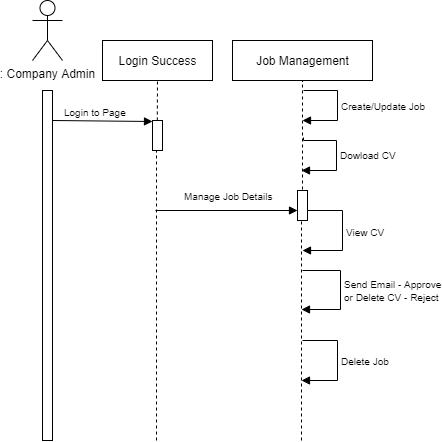 Login Success
Job Management
: Company Admin
Create/Update Job
Login to Page
Dowload CV
Manage Job Details
View CV
Send Email - Approve
or Delete CV - Reject
Delete Job